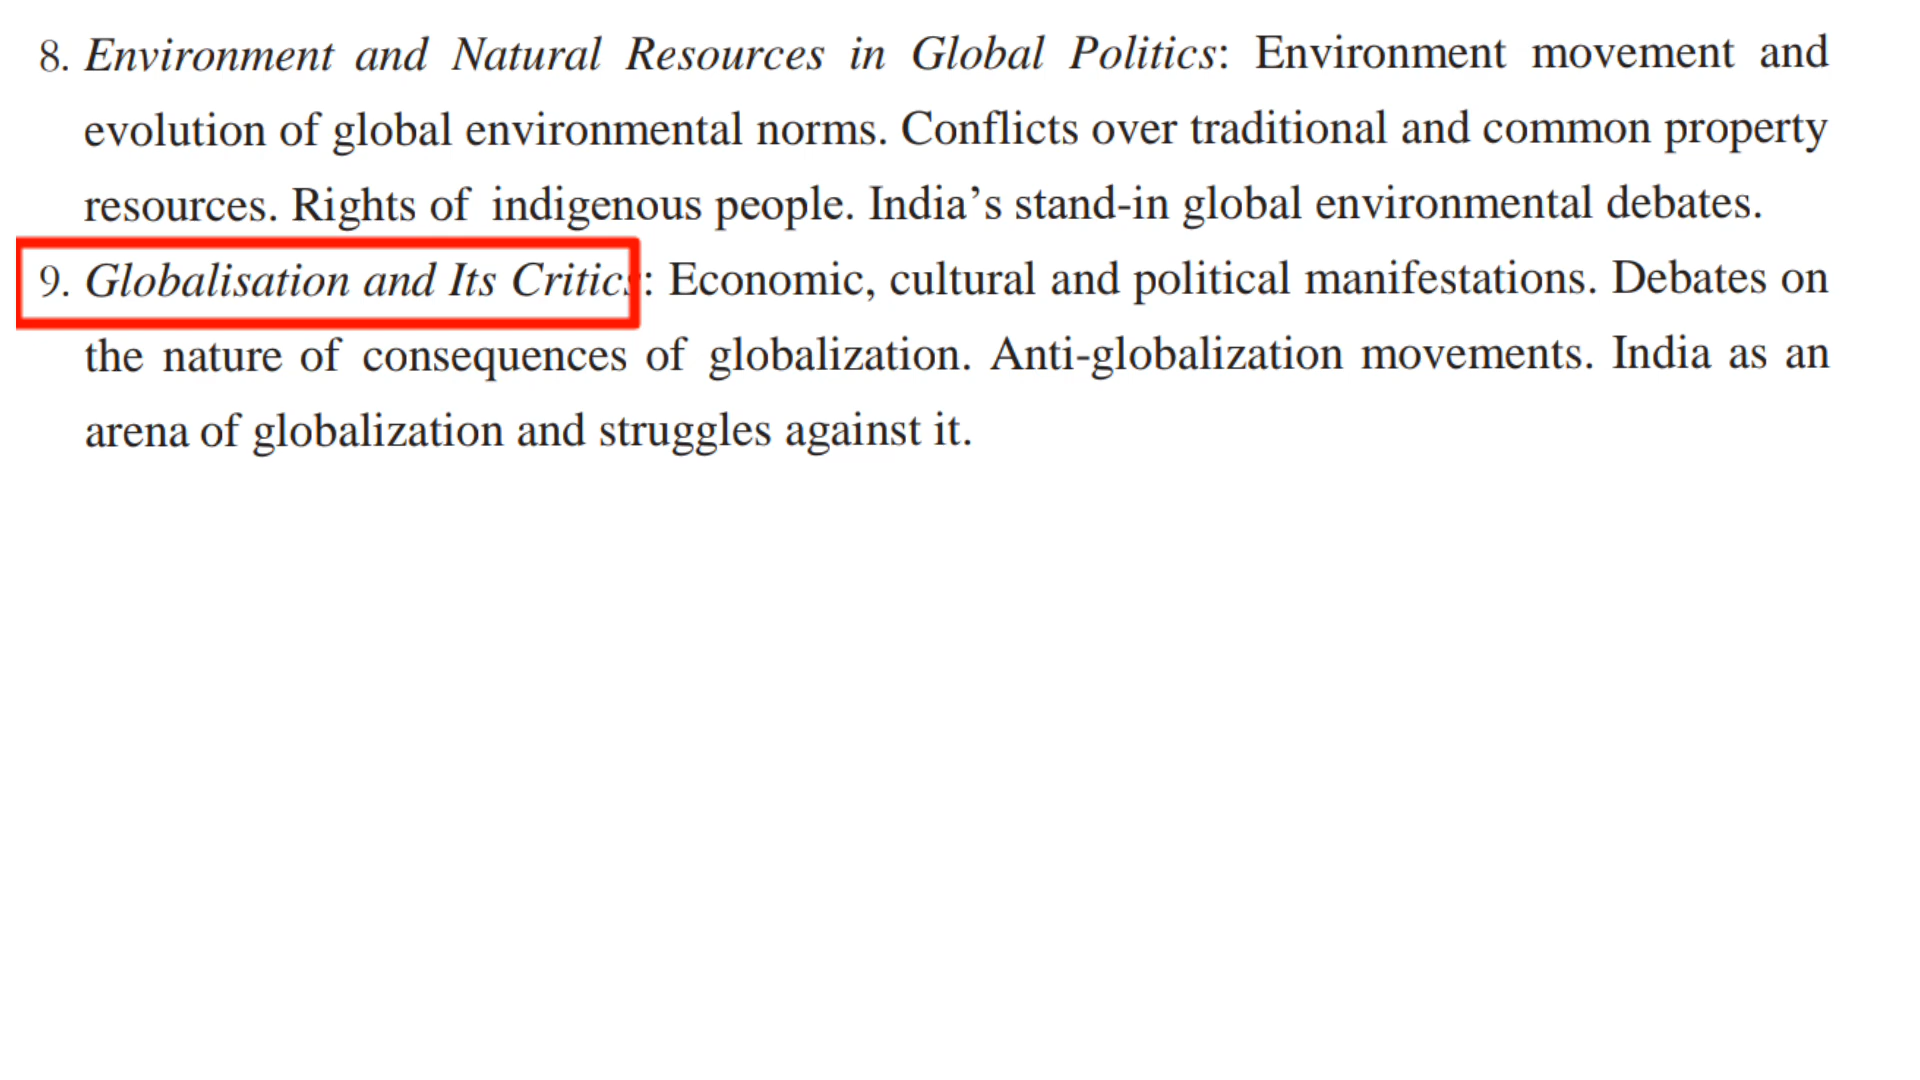 8. Environment and Natural Resources in Global Politics: Environment movement and
evolution of global environmental norms. Conflicts over traditional and common property
resources. Rights of indigenous people. India’s stand-in global environmental debates.
9. Globalisation and Its Critics: Economic, cultural and political manifestations. Debates on
the nature of consequences of globalization. Anti-globalization movements. India as an
arena of globalization and struggles against it.